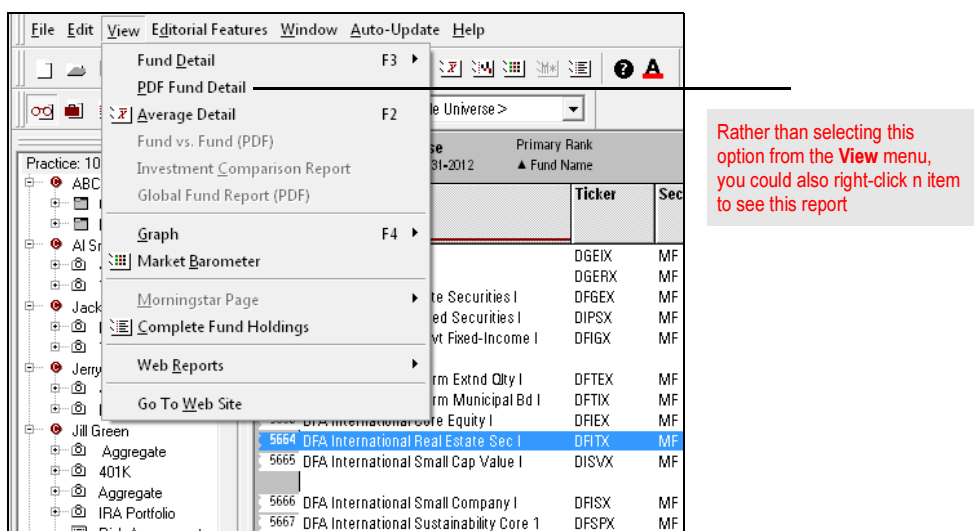 File Edit View Editorial Features Window Auto-Update Help
Fund Detail F3
PDF Fund Detail
Average Detail F2
Fund vs. Fund (PDF)
Investment Comparison Report
Global Fund Report (PDF)
Graph F4
Market Barometer
Morningstar Page
Complete Fund Holdings
Web Reports
Go To Web Site
Universe>
Primary Rank
31-2012 ▲ Fund Name
Ticker Sec
Practice: 10
ABC
Al
Jack
Jerry
Jill Green
Aggregate
401K
Aggregate
IRA Portfolio
DGEIX MF
DGERX MF
Securities I DFGEX MF
Securities I DIPSX MF
Fixed-Income I DFIGX MF
Extnd Qlty I DFTEX MF
Municipal Bd I DFTIX MF
DFA International Core Equity I DFIEX MF
5664 DFA International Real Estate Sec I DFITX MF
5665 DFA International Small Cap Value I DISVX MF
5666 DFA International Small Company I DFISX MF
5667 DFA International Sustainability Core 1 DFSPX MF
Rather than selecting this
option from the View menu,
you could also right-click n item
to see this report